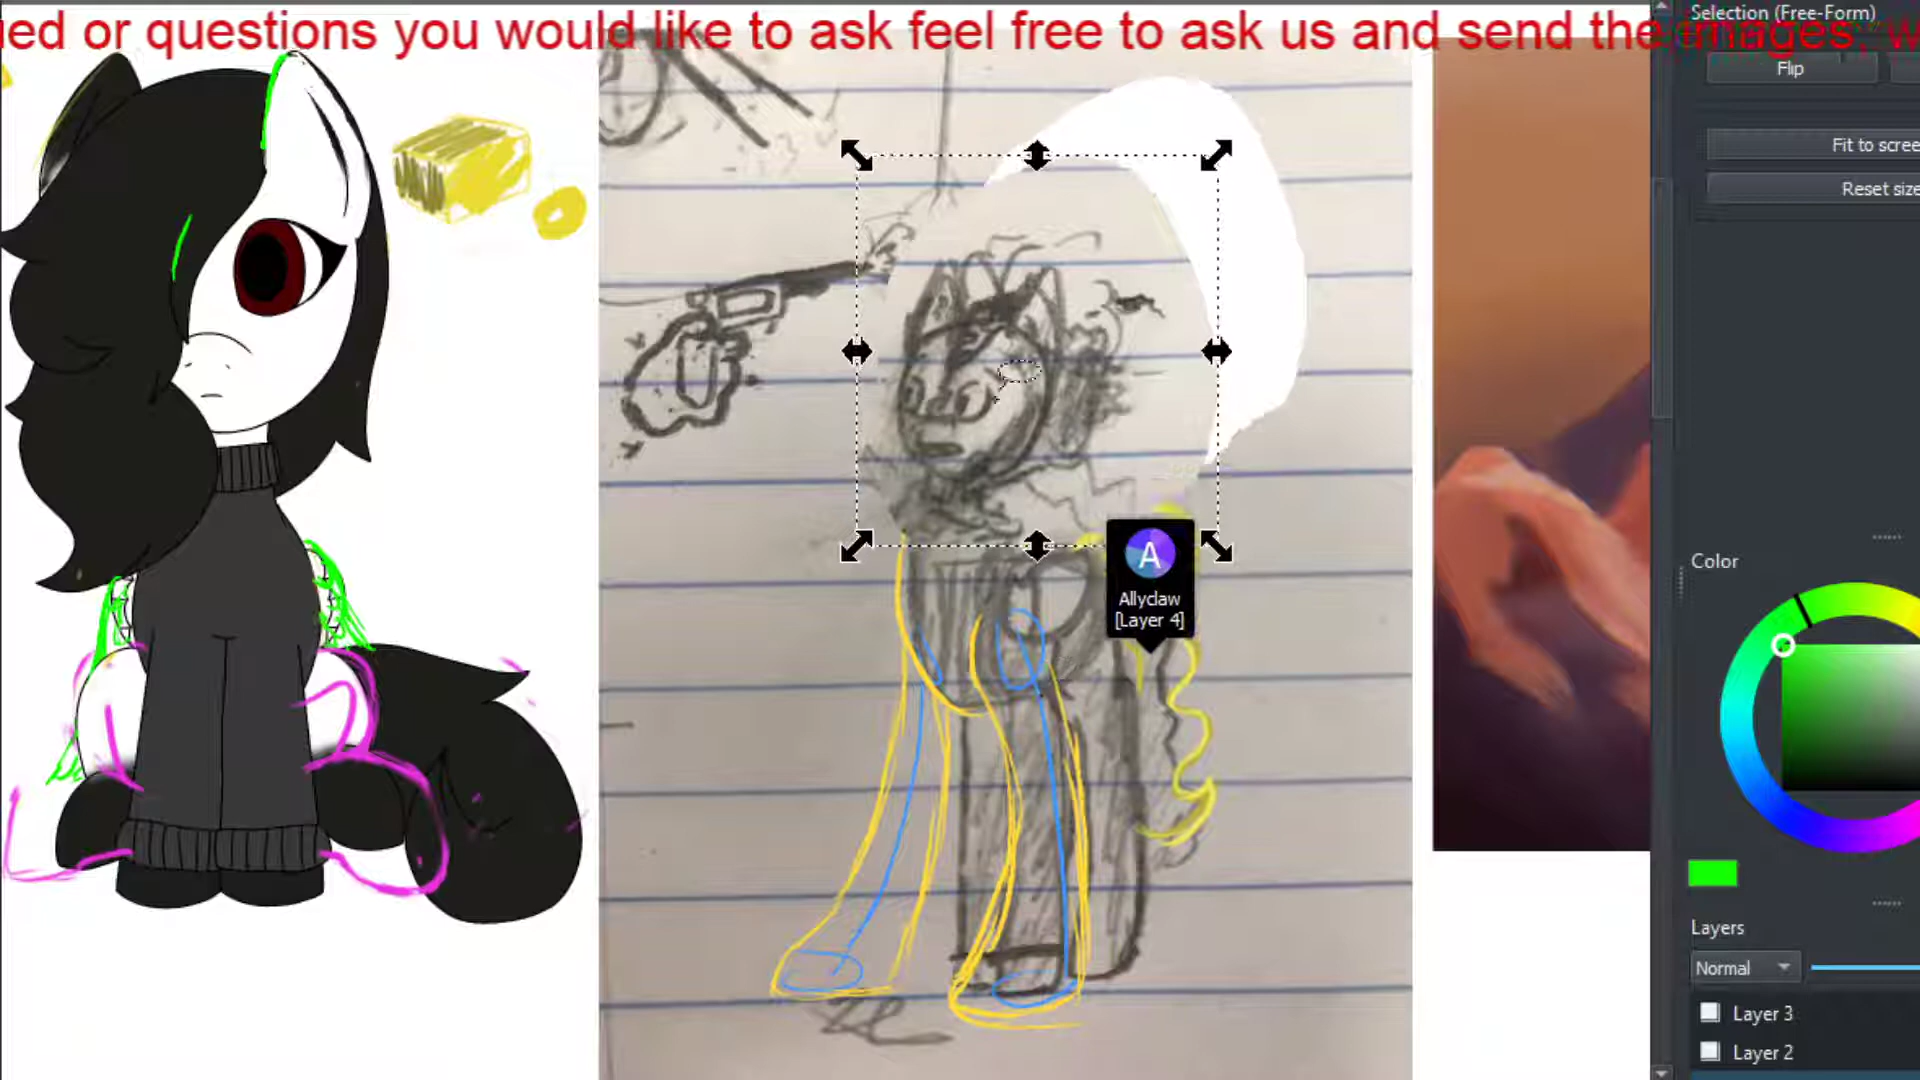 ed or questions you would like to ask feel free to ask us and send the images, w
Selection (Free-Form)
Flip
Fit to scree
Reset size
A
Allyclaw
[Layer 4]
Color
Layers
Normal
Layer 3
Layer 2